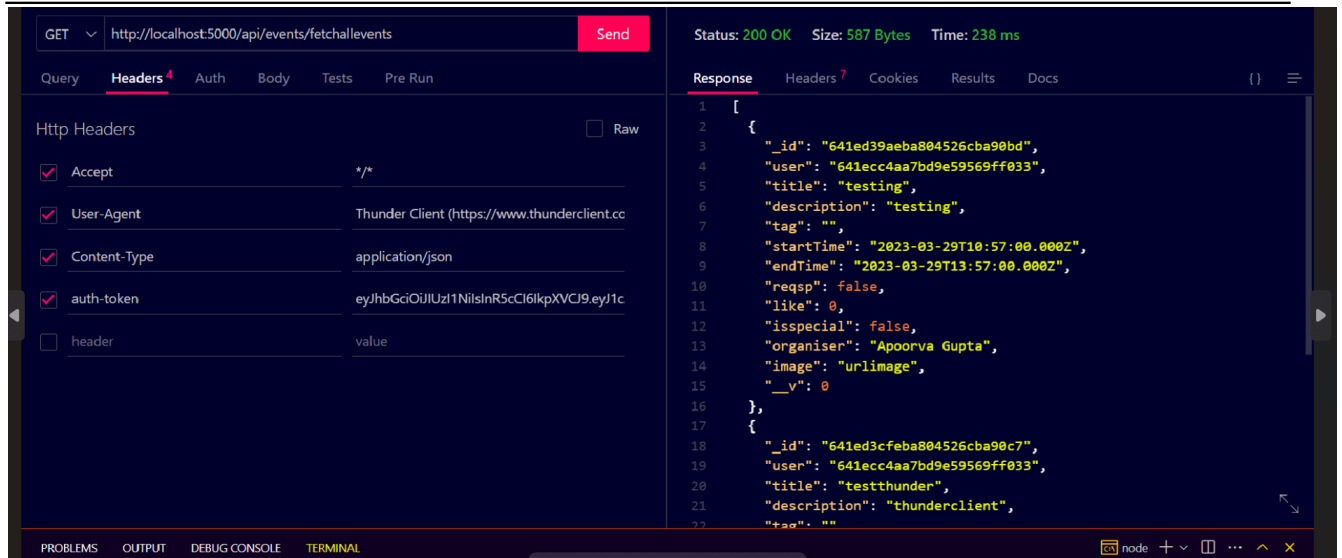 GET http://localhost:5000/api/events/fetchallevents Send
Query Headers 4 Auth Body Tests Pre Run
Http Headers Raw
Accept */*
User-Agent Thunder Client (https://www.thunderclient.co
Content-Type application/json
auth-token eyJhbGciOiJIUzI1NiIsInR5cCI6IkpXVCJ9.eyJ1c
header value
Status: 200 OK Size: 587 Bytes Time: 238 ms
Response Headers 7 Cookies Results Docs {}
1 [
2 {
3 "_id": "641ed39aeba804526cba90bd",
4 "user": "641ecc4aa7bd9e59569ff033",
5 "title": "testing",
6 "description": "testing",
7 "tag": "",
8 "startTime": "2023-03-29T10:57:00.000Z",
9 "endTime": "2023-03-29T13:57:00.000Z",
10 "reqsp": false,
11 "like": 0,
12 "isspecial": false,
13 "organiser": "Apoorva Gupta",
14 "image": "urlimage",
15 "__v": 0
16 },
17 {
18 "_id": "641ed3cfeba804526cba90c7",
19 "user": "641ecc4aa7bd9e59569ff033",
20 "title": "testthunder",
21 "description": "thunderclient",
22 "tag": ""
PROBLEMS OUTPUT DEBUG CONSOLE TERMINAL node